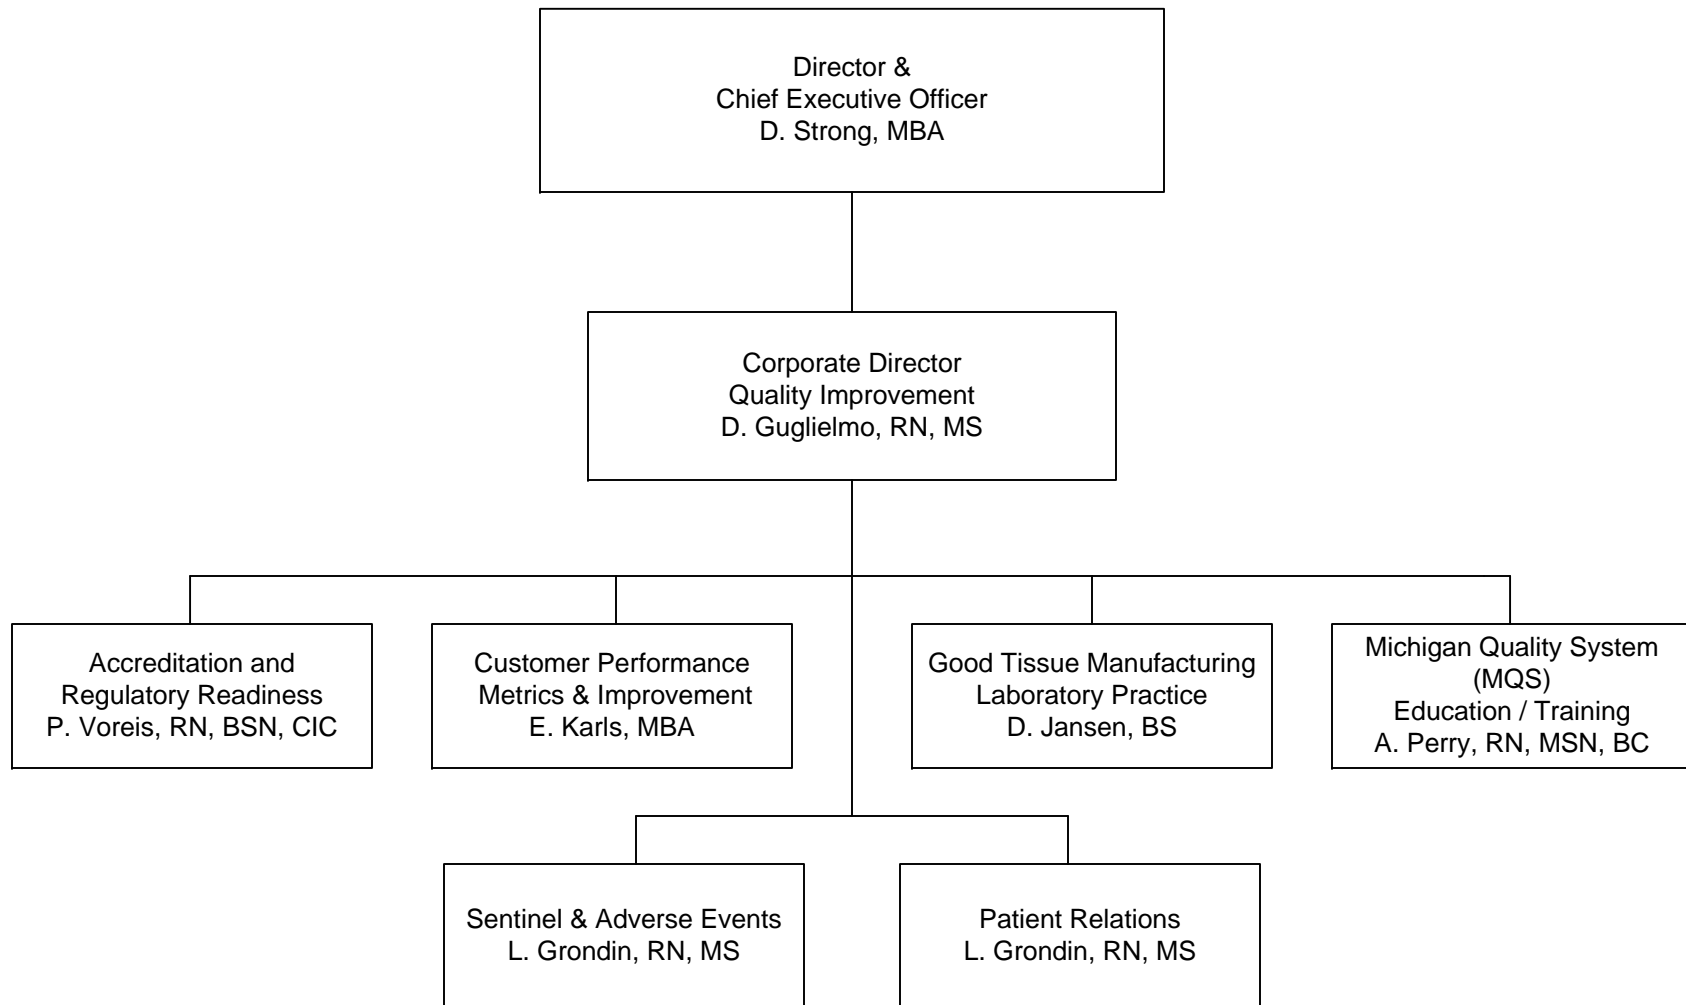 Director &
Chief Executive Officer
D. Strong, MBA
Corporate Director
Quality Improvement
D. Guglielmo, RN, MS
Accreditation and
Regulatory Readiness
P. Voreis, RN, BSN, CIC
Customer Performance
Metrics & Improvement
E. Karls, MBA
Good Tissue Manufacturing
Laboratory Practice
D. Jansen, BS
Michigan Quality System
(MQS)
Education / Training
A. Perry, RN, MSN, BC
Sentinel & Adverse Events
L. Grondin, RN, MS
Patient Relations
L. Grondin, RN, MS